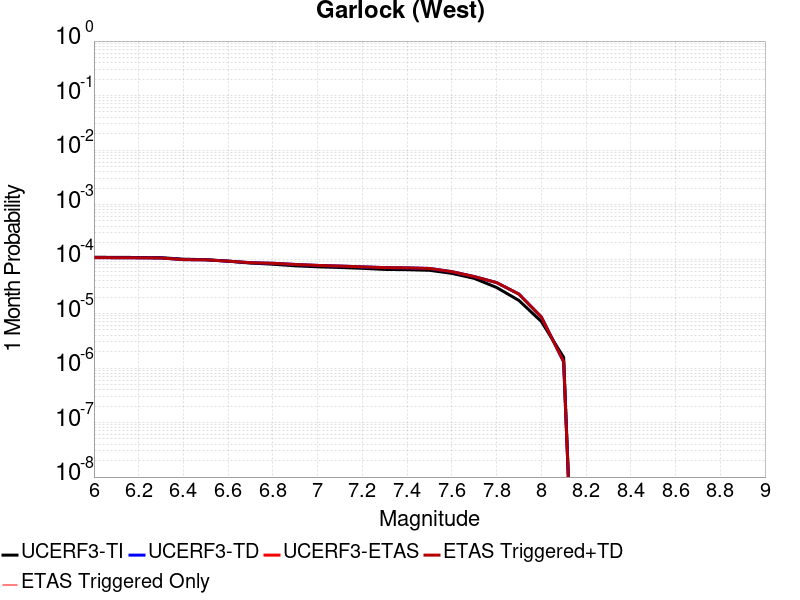 Garlock (West)
10^0
10^-1
10^-2
10^-3
10^-4
10^-5
10^-6
10^-7
10^-8
1 Month Probability
6 6.2 6.4 6.6 6.8 7 7.2 7.4 7.6 7.8 8 8.2 8.4 8.6 8.8 9
Magnitude
UCERF3-TI UCERF3-TD UCERF3-ETAS ETAS Triggered+TD
ETAS Triggered Only